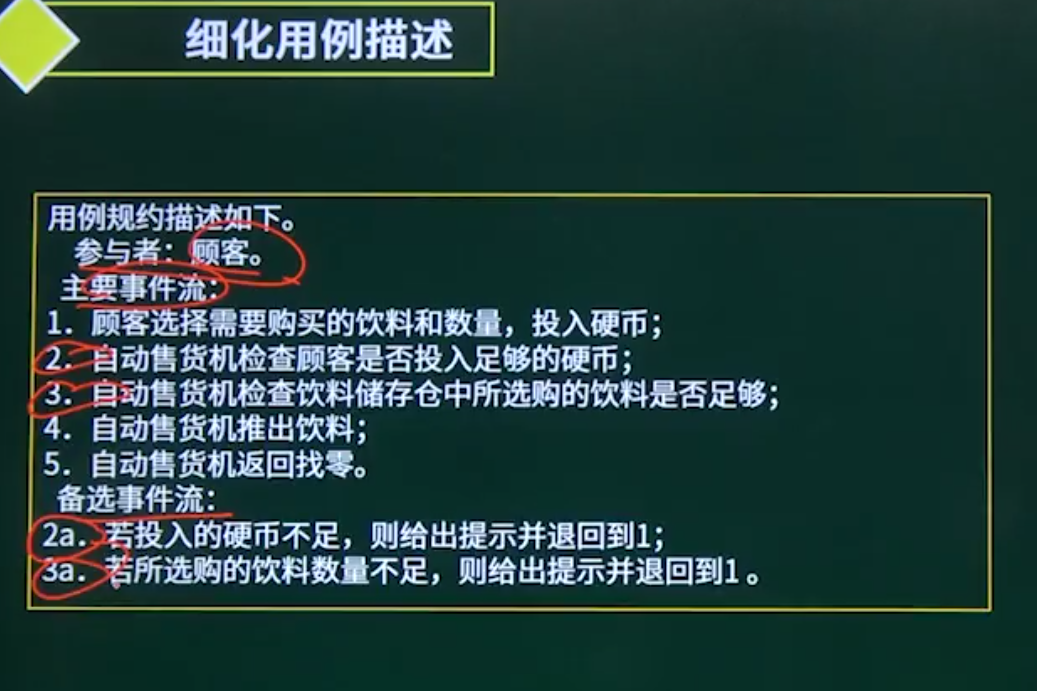 细化用例描述
用例规约描述如下。
参与者：顾客。
主要事件流：
1．顾客选择需要购买的饮料和数量，投入硬币；
2．自动售货机检查顾客是否投入足够的硬币；
3．自动售货机检查饮料储存仓中所选购的饮料是否足够；
4．自动售货机推出饮料；
5．自动售货机返回找零。
备选事件流：
2a．若投入的硬币不足，则给出提示并退回到1；
3a．若所选购的饮料数量不足，则给出提示并退回到1。